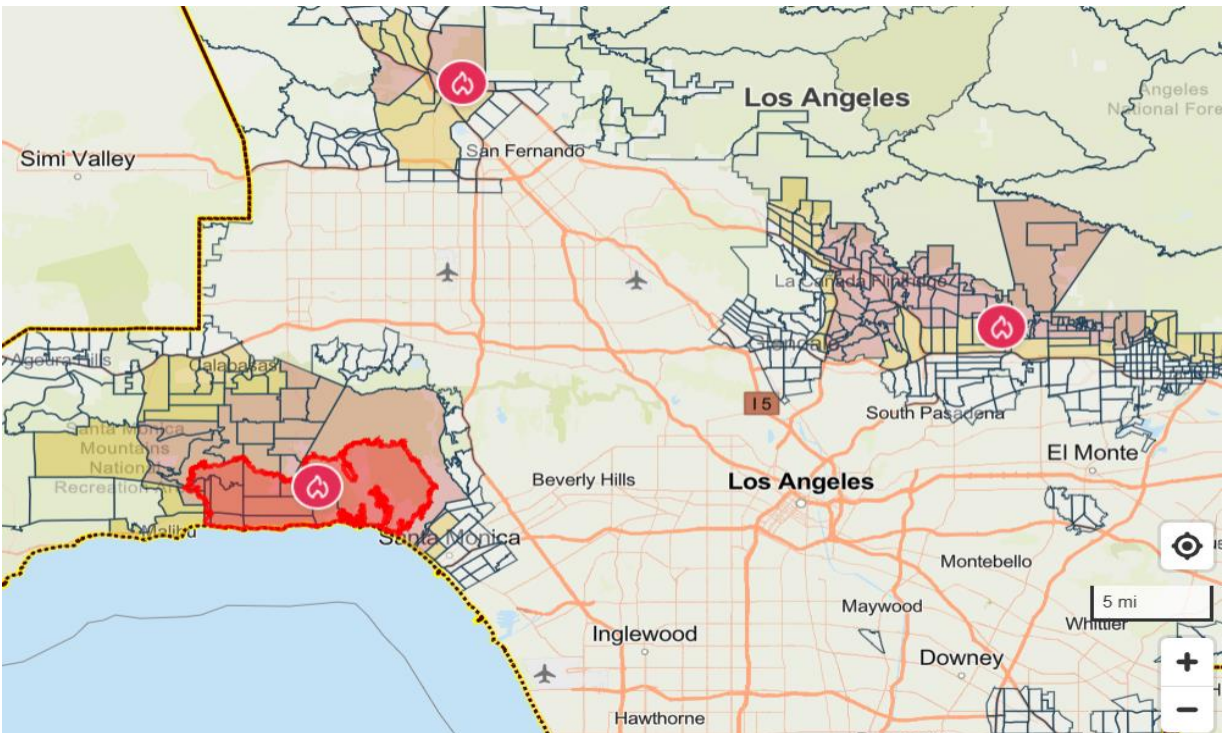 Los Angeles
Angeles
National Fore
San Fernando
Simi Valley
La Cañada Flintridge
Glendale
Agoura Hills
Calabasas
I 5
South Pasadena
Santa Monica
Mountains
National
Recreation Ar
El Monte
Beverly Hills
Los Angeles
Malibu
Santa Monica
Montebello
5 mi
Maywood
Whittier
Inglewood
Downey
Hawthorne
+
−